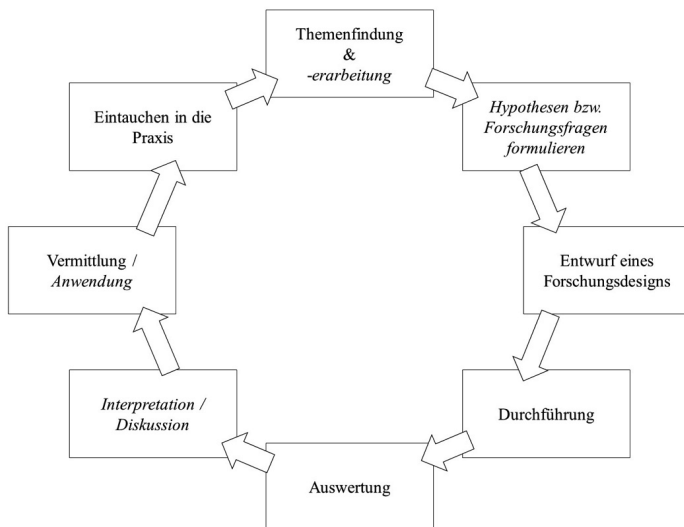 Themenfindung
&
-erarbeitung
Hypothesen bzw.
Forschungsfragen
formulieren
Entwurf eines
Forschungsdesigns
Durchführung
Auswertung
Interpretation /
Diskussion
Vermittlung /
Anwendung
Eintauchen in die
Praxis